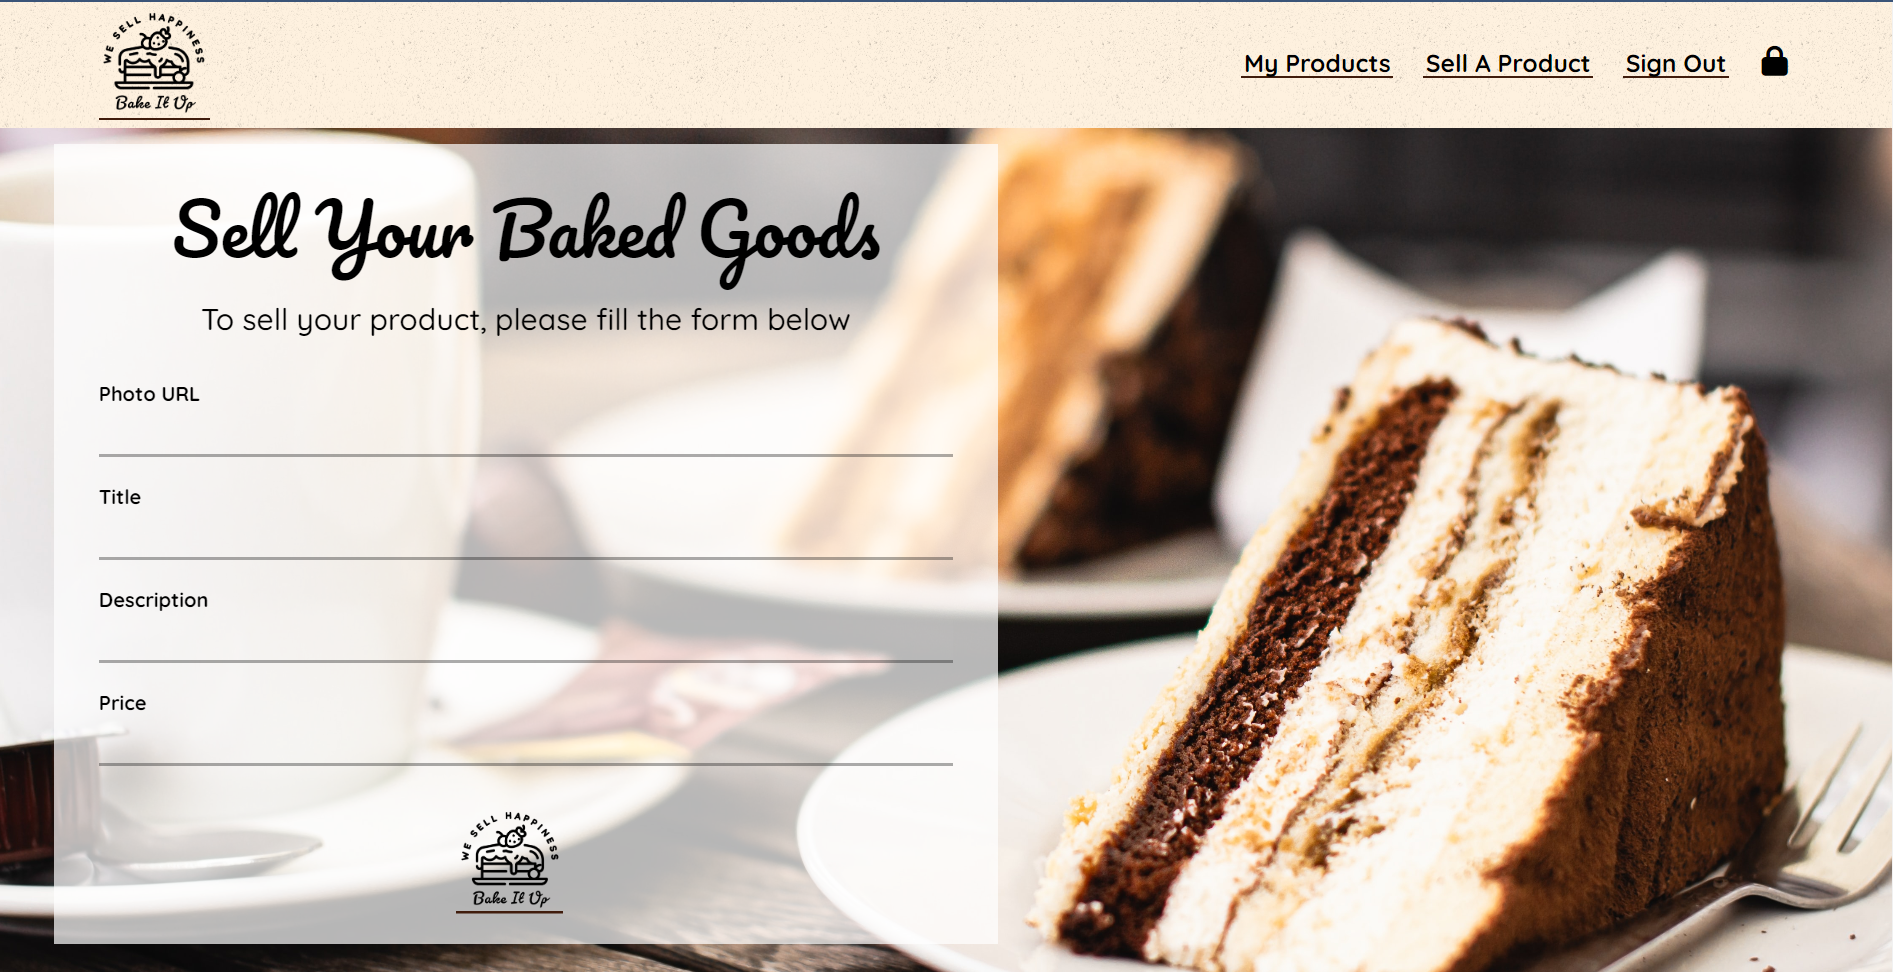 WE SELL HAPPINESS
Bake It Up
My Products Sell A Product Sign Out
Sell Your Baked Goods
To sell your product, please fill the form below
Photo URL
Title
Description
Price
WE SELL HAPPINESS
Bake It Up